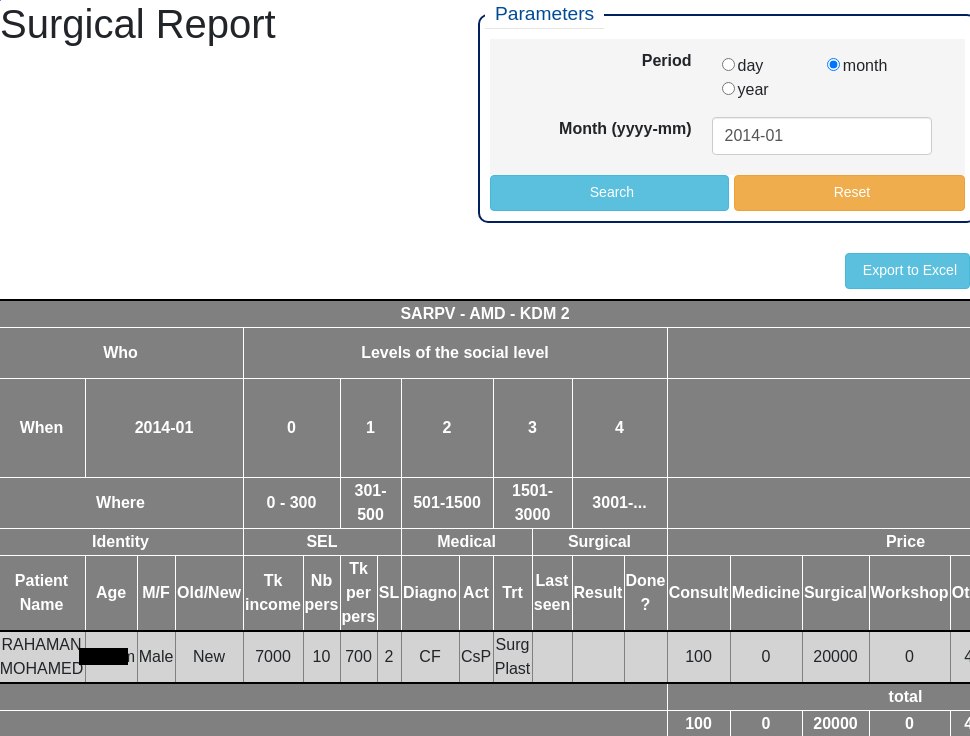 Surgical Report
Parameters
Period
day
month
year
Month (yyyy-mm)
2014-01
Search
Reset
Export to Excel
SARPV - AMD - KDM 2
Who
Levels of the social level
When
2014-01
0
1
2
3
4
Where
0 - 300
301-
500
501-1500
1501-
3000
3001-...
Identity
SEL
Medical
Surgical
Price
Patient
Name
Age
M/F
Old/New
Tk
income
Nb
pers
Tk
per
pers
SL
Diagno
Act
Trt
Last
seen
Result
Done
?
Consult
Medicine
Surgical
Workshop
RAHAMAN
MOHAMED
Male
New
7000
10
700
2
CF
CsP
Surg
Plast
100
0
20000
0
total
100
0
20000
0